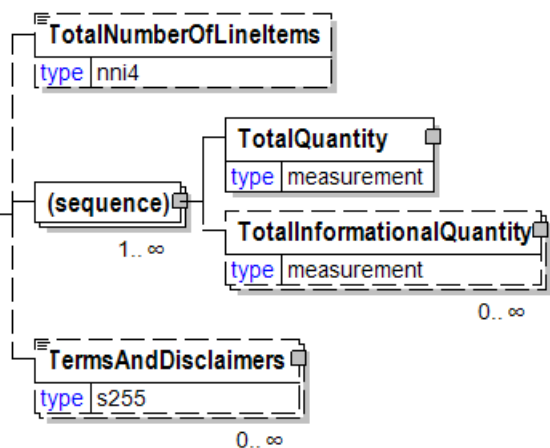 TotalNumberOfLineItems
type nni4
TotalQuantity
type measurement
(sequence)
1.. ∞
TotalInformationalQuantity
type measurement
0.. ∞
TermsAndDisclaimers
type s255
0.. ∞